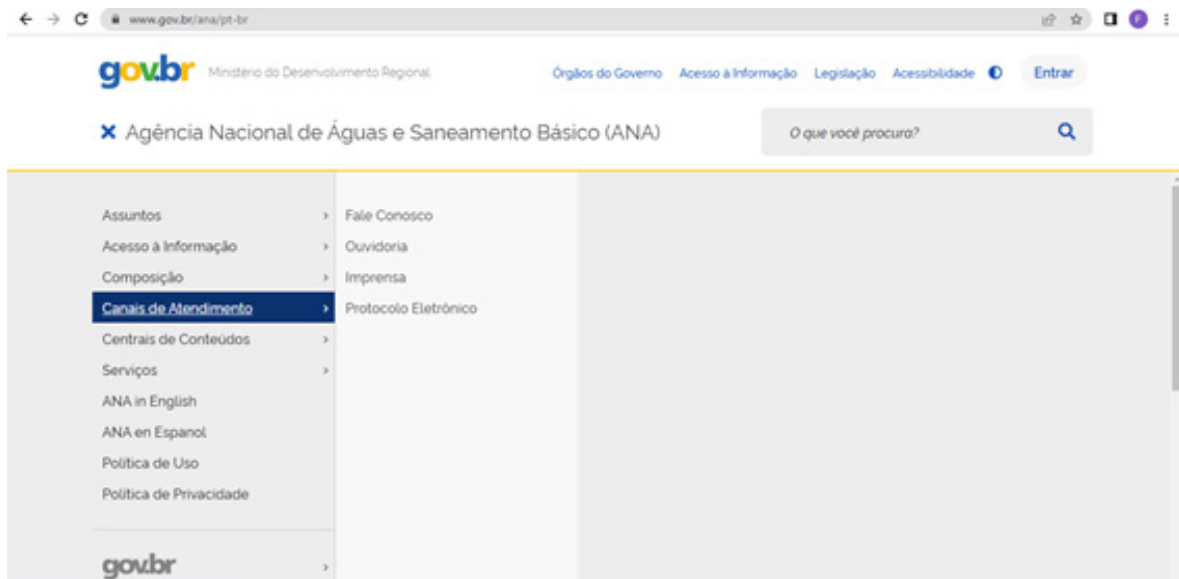 www.gov.br/ana/pt-br
F
gov.br Ministério do Desenvolvimento Regional Órgãos do Governo Acesso à Informação Legislação Acessibilidade Entrar
Agência Nacional de Águas e Saneamento Básico (ANA) O que você procura?
Assuntos
Acesso à Informação
Composição
Canais de Atendimento
Centrais de Conteúdos
Serviços
ANA in English
ANA en Espanol
Política de Uso
Política de Privacidade
gov.br
Fale Conosco
Ouvidoria
Imprensa
Protocolo Eletrônico